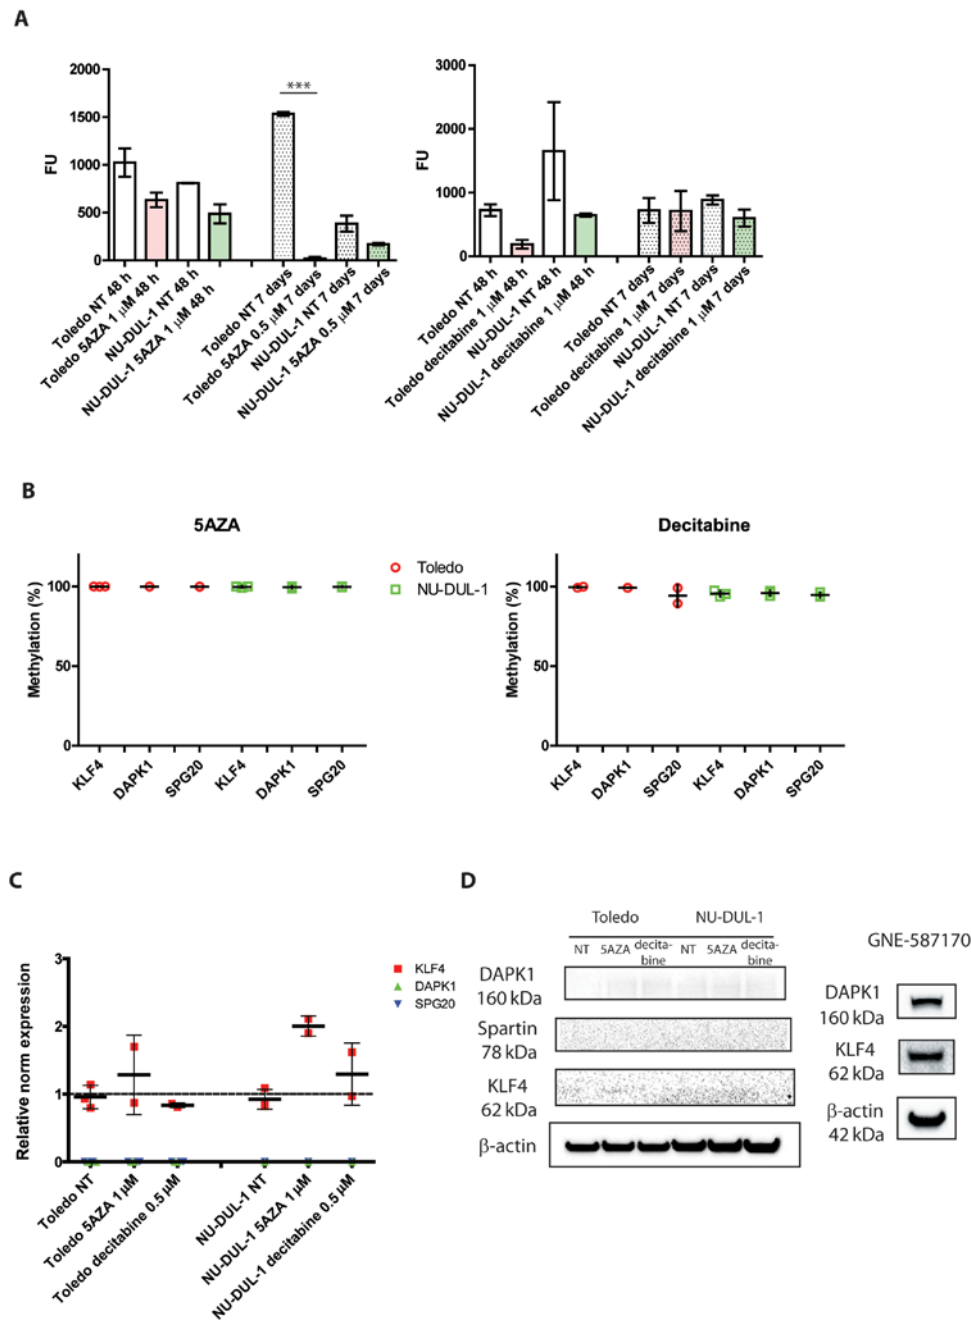 A
2000
1500
1000
500
0
FU
***
Toledo NT 48 h
Toledo 5AZA 1 µM 48 h
NU-DUL-1 NT 48 h
NU-DUL-1 5AZA 1 µM 48 h
Toledo NT 7 days
Toledo 5AZA 0.5 µM 7 days
NU-DUL-1 NT 7 days
NU-DUL-1 5AZA 0.5 µM 7 days
3000
2000
1000
0
FU
Toledo NT 48 h
Toledo decitabine 1 µM 48 h
NU-DUL-1 NT 48 h
NU-DUL-1 decitabine 1 µM 48 h
Toledo NT 7 days
Toledo decitabine 1 µM 7 days
NU-DUL-1 NT 7 days
NU-DUL-1 decitabine 1 µM 7 days
B
5AZA
100
50
0
Methylation (%)
KLF4
DAPK1
SPG20
KLF4
DAPK1
SPG20
Toledo
NU-DUL-1
Decitabine
100
50
0
Methylation (%)
KLF4
DAPK1
SPG20
KLF4
DAPK1
SPG20
C
3
2
1
0
Relative norm expression
KLF4
DAPK1
SPG20
Toledo NT
Toledo 5AZA 1 µM
Toledo decitabine 0.5 µM
NU-DUL-1 NT
NU-DUL-1 5AZA 1 µM
NU-DUL-1 decitabine 0.5 µM
D
Toledo NU-DUL-1
NT 5AZA decita-
bine NT 5AZA decita-
bine
DAPK1
160 kDa
Spartin
78 kDa
KLF4
62 kDa
β-actin
GNE-587170
DAPK1
160 kDa
KLF4
62 kDa
β-actin
42 kDa